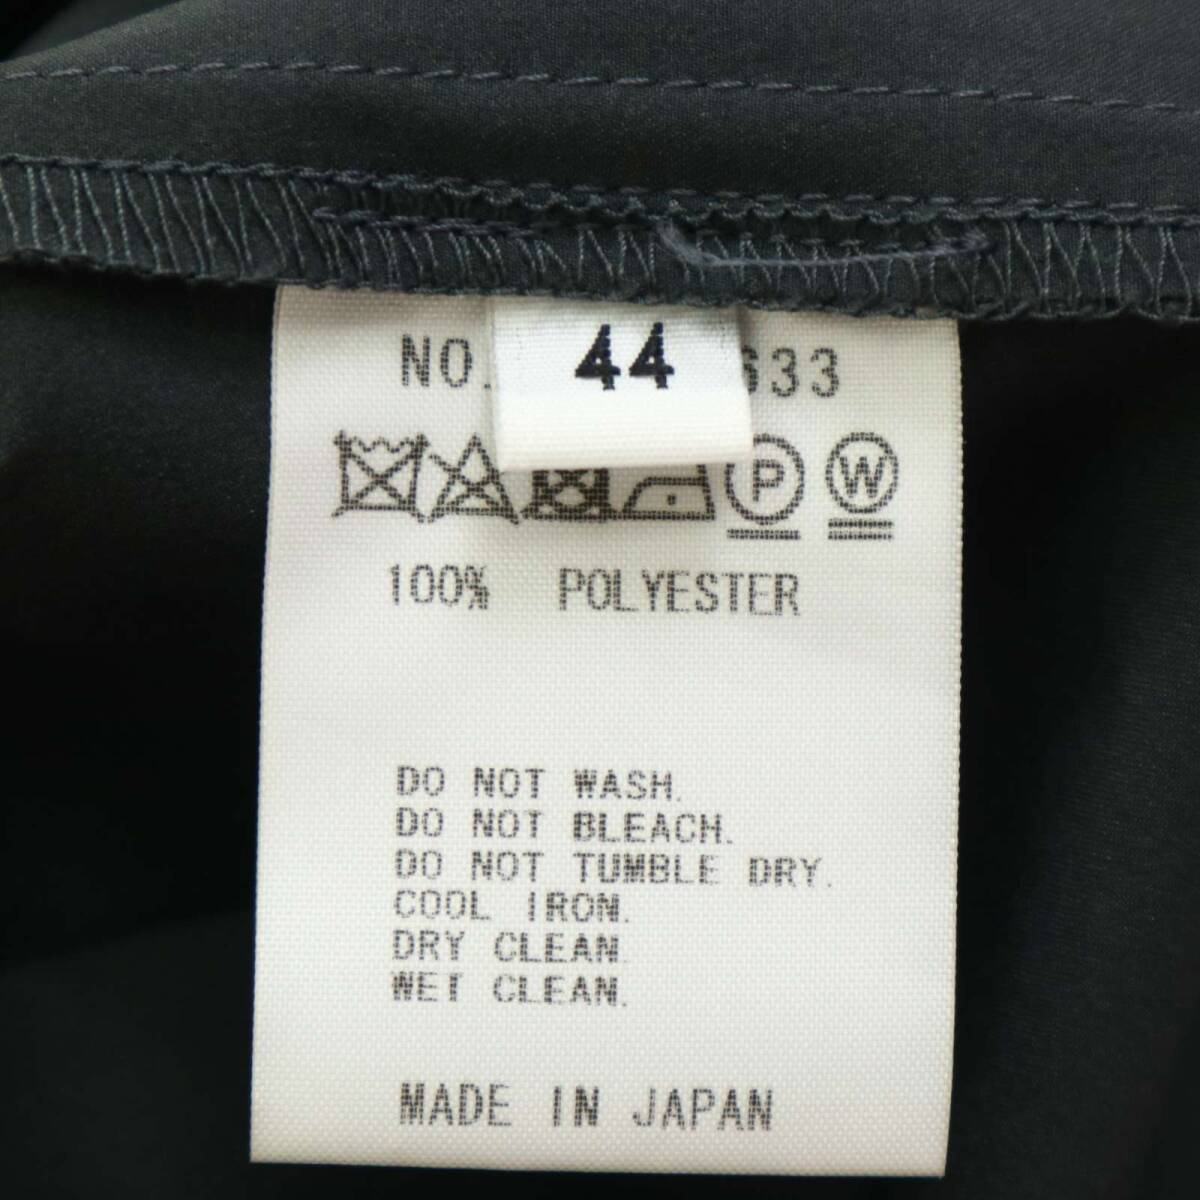 NO. 633
44
P W
100% POLYESTER
DO NOT WASH.
DO NOT BLEACH.
DO NOT TUMBLE DRY.
COOL IRON.
DRY CLEAN.
WET CLEAN.
MADE IN JAPAN